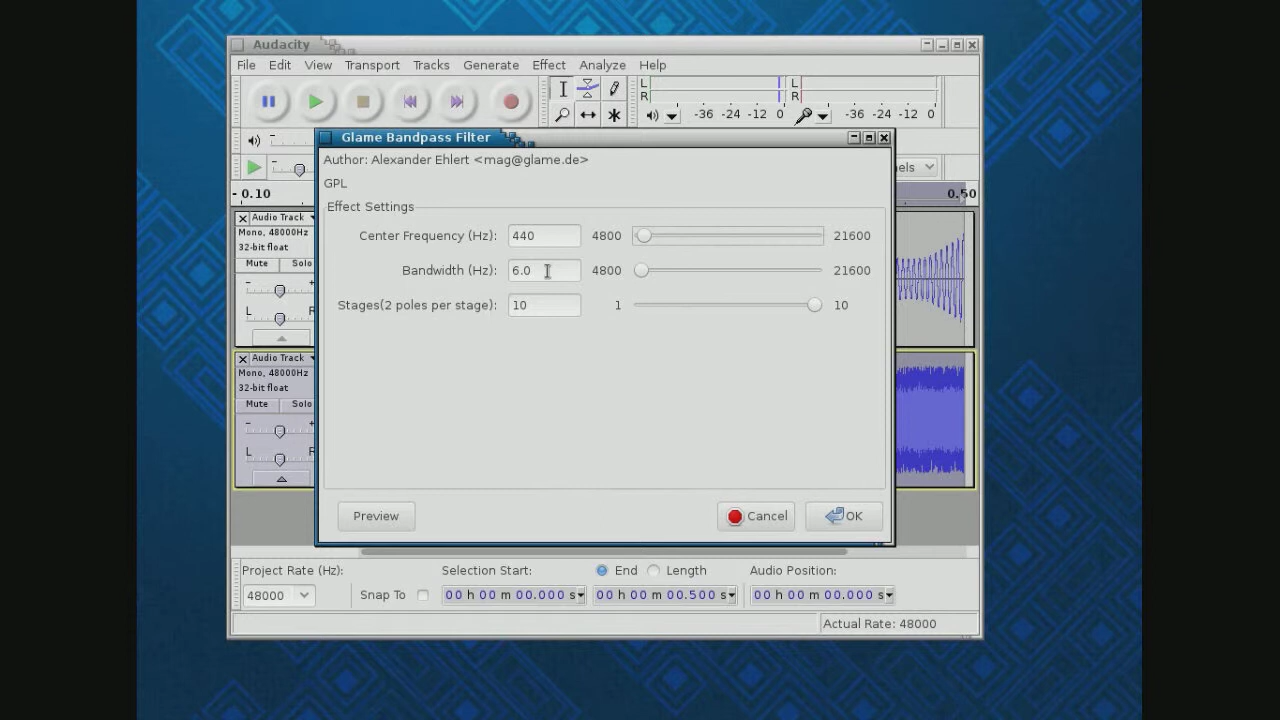 Audacity
File Edit View Transport Tracks Generate Effect Analyze Help
L L
R R
-36 -24 -12 0 -36 -24 -12 0
Glame Bandpass Filter
Author: Alexander Ehlert <mag@glame.de>
els
GPL
- 0.10 0.50
Effect Settings
Audio Track
Mono, 48000Hz
32-bit float
Mute Solo
- +
L R
Center Frequency (Hz): 440 4800 21600
Bandwidth (Hz): 6.0 4800 21600
Stages(2 poles per stage): 10 1 10
Audio Track
Mono, 48000Hz
32-bit float
Mute Solo
- +
L R
Preview Cancel OK
Project Rate (Hz): Selection Start: End Length Audio Position:
48000 Snap To 00 h 00 m 00.000 s 00 h 00 m 00.500 s 00 h 00 m 00.000 s
Actual Rate: 48000